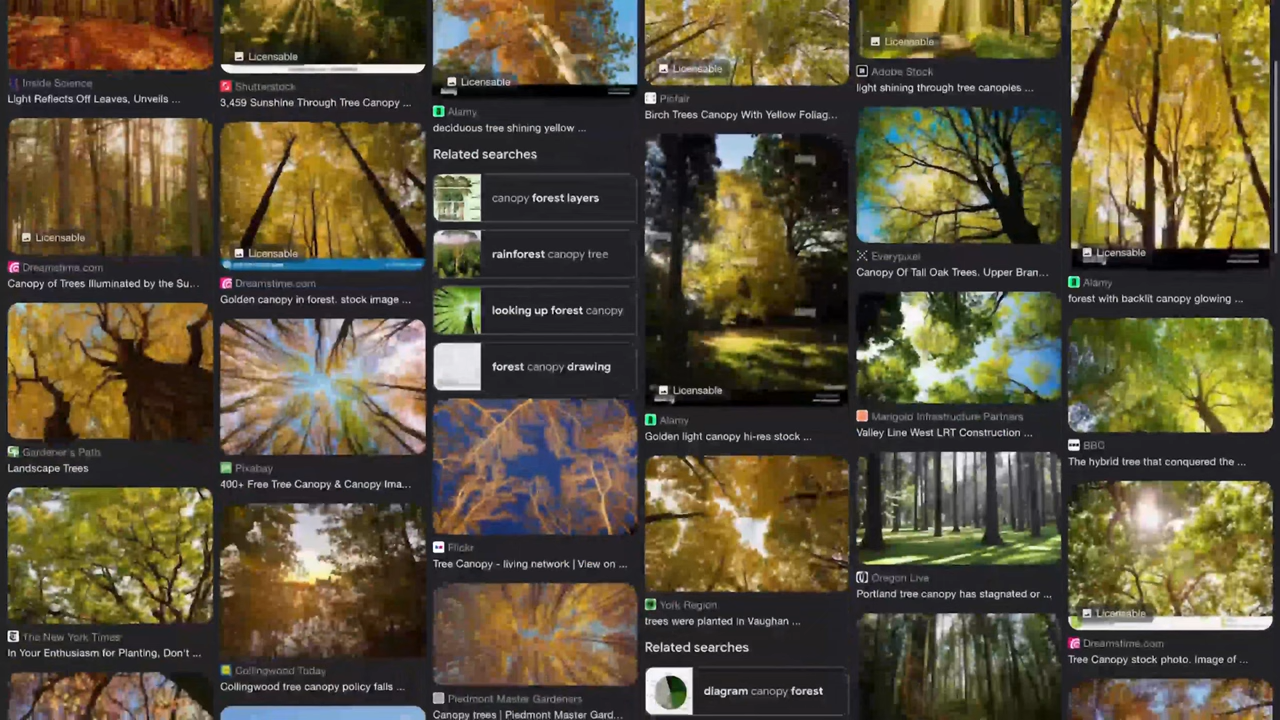 Inside Science
Light Reflects Off Leaves, Unveils ...
Licensable
Dreamstime.com
Canopy of Trees Illuminated by the Su...
Gardener's Path
Landscape Trees
The New York Times
In Your Enthusiasm for Planting, Don't ...
Licensable
Shutterstock
3,459 Sunshine Through Tree Canopy ...
Licensable
Dreamstime.com
Golden canopy in forest. stock image ...
Pixabay
400+ Free Tree Canopy & Canopy Ima...
Collingwood Today
Collingwood tree canopy policy falls ...
Licensable
Alamy
deciduous tree shining yellow ...
Related searches
canopy forest layers
rainforest canopy tree
looking up forest canopy
forest canopy drawing
Flickr
Tree Canopy - living network | View on ...
Piedmont Master Gardeners
Canopy trees | Piedmont Master Gard...
Licensable
Picfair
Birch Trees Canopy With Yellow Foliag...
Licensable
Alamy
Golden light canopy hi-res stock ...
York Region
trees were planted in Vaughan ...
Related searches
diagram canopy forest
Licensable
Adobe Stock
light shining through tree canopies ...
Everypixel
Canopy Of Tall Oak Trees. Upper Bran...
Marigold Infrastructure Partners
Valley Line West LRT Construction ...
Oregon Live
Portland tree canopy has stagnated or ...
Licensable
Alamy
forest with backlit canopy glowing ...
BBC
The hybrid tree that conquered the ...
Licensable
Dreamstime.com
Tree Canopy stock photo. Image of ...